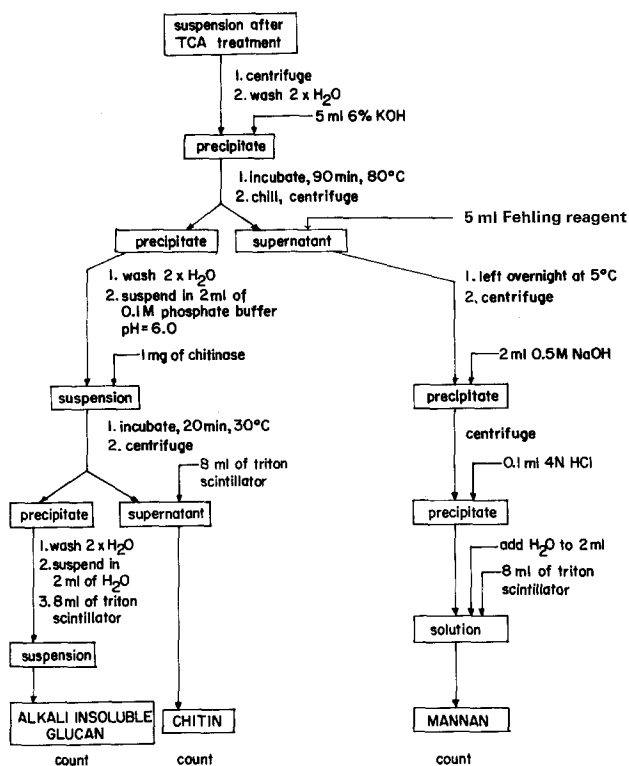 suspension after
TCA treatment
1. centrifuge
2. wash 2 x H₂O
5 ml 6% KOH
precipitate
1. incubate, 90 min, 80°C
2. chill, centrifuge
5 ml Fehling reagent
precipitate
supernatant
1. wash 2 x H₂O
2. suspend in 2 ml of
0.1M phosphate buffer
pH = 6.0
1 mg of chitinase
suspension
1. incubate, 20min, 30°C
2. centrifuge
8 ml of triton
scintillator
precipitate
supernatant
1. wash 2 x H₂O
2. suspend in
2 ml of H₂O
3. 8 ml of triton
scintillator
suspension
ALKALI INSOLUBLE
GLUCAN
count
CHITIN
count
1. left overnight at 5°C
2. centrifuge
2 ml 0.5M NaOH
precipitate
centrifuge
0.1 ml 4N HCl
precipitate
add H₂O to 2 ml
8 ml of triton
scintillator
solution
MANNAN
count